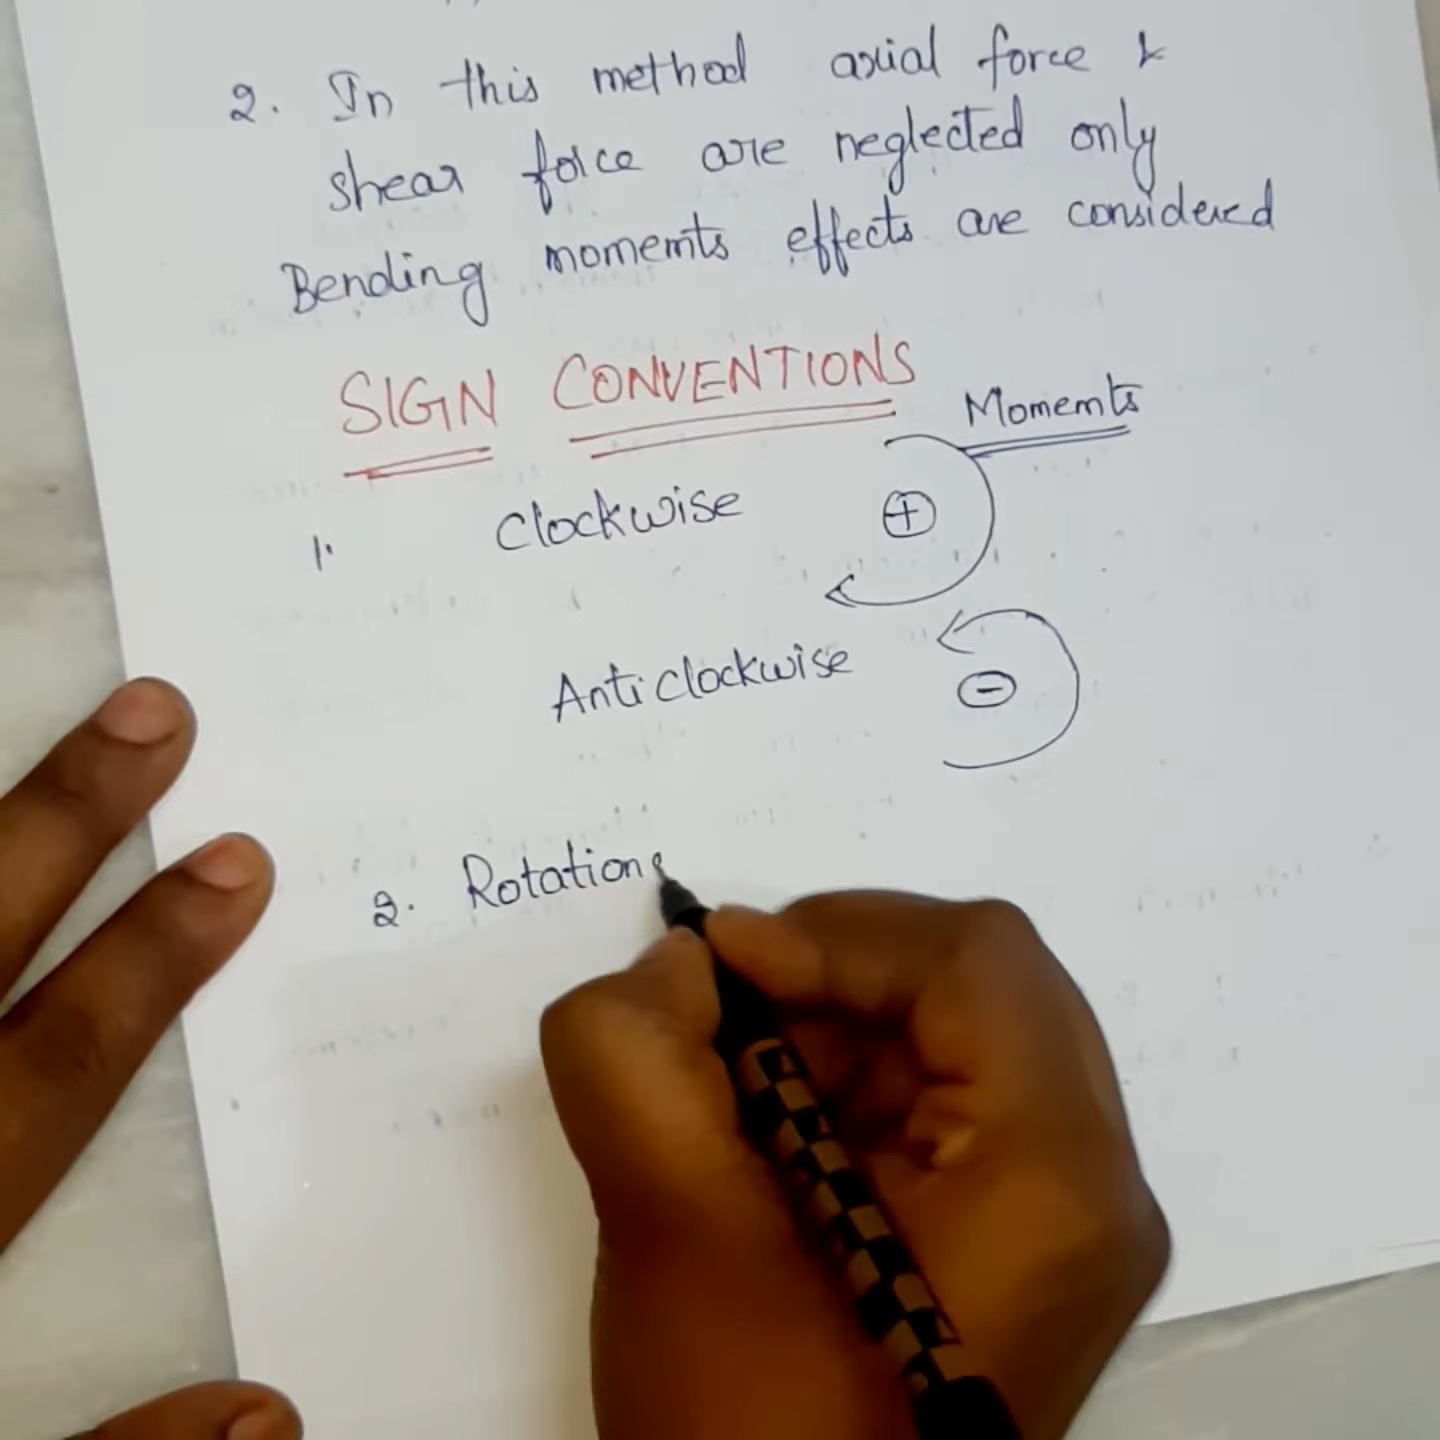 2. In this method axial force &
shear force are neglected only
Bending moments effects are considered
SIGN CONVENTIONS
Moments
1. Clockwise +
Anticlockwise -
2. Rotations